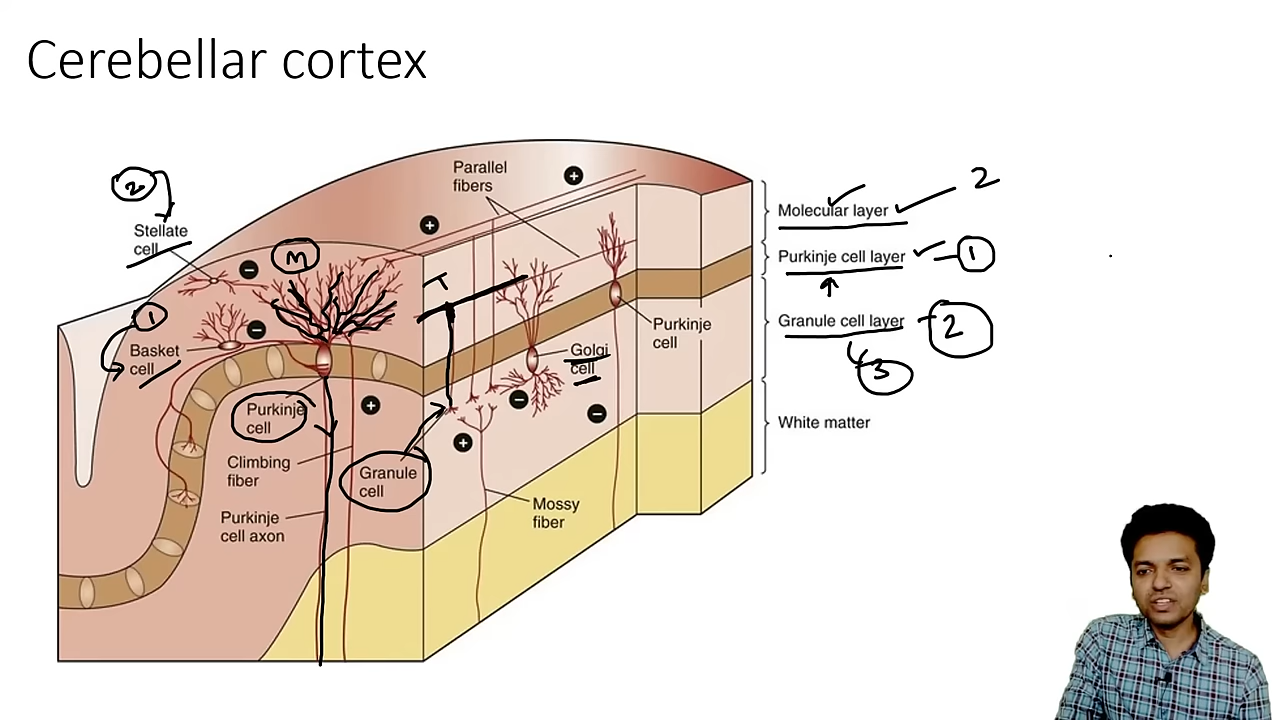 Cerebellar cortex
Parallel
fibers
+
2
Stellate
cell
+
Molecular layer
2
M
-
Purkinje cell layer
1
T
1
-
Basket
cell
Golgi
cell
Purkinje
cell
Granule cell layer
2
3
Purkinje
cell
+
-
-
White matter
+
Climbing
fiber
Granule
cell
Mossy
fiber
Purkinje
cell axon